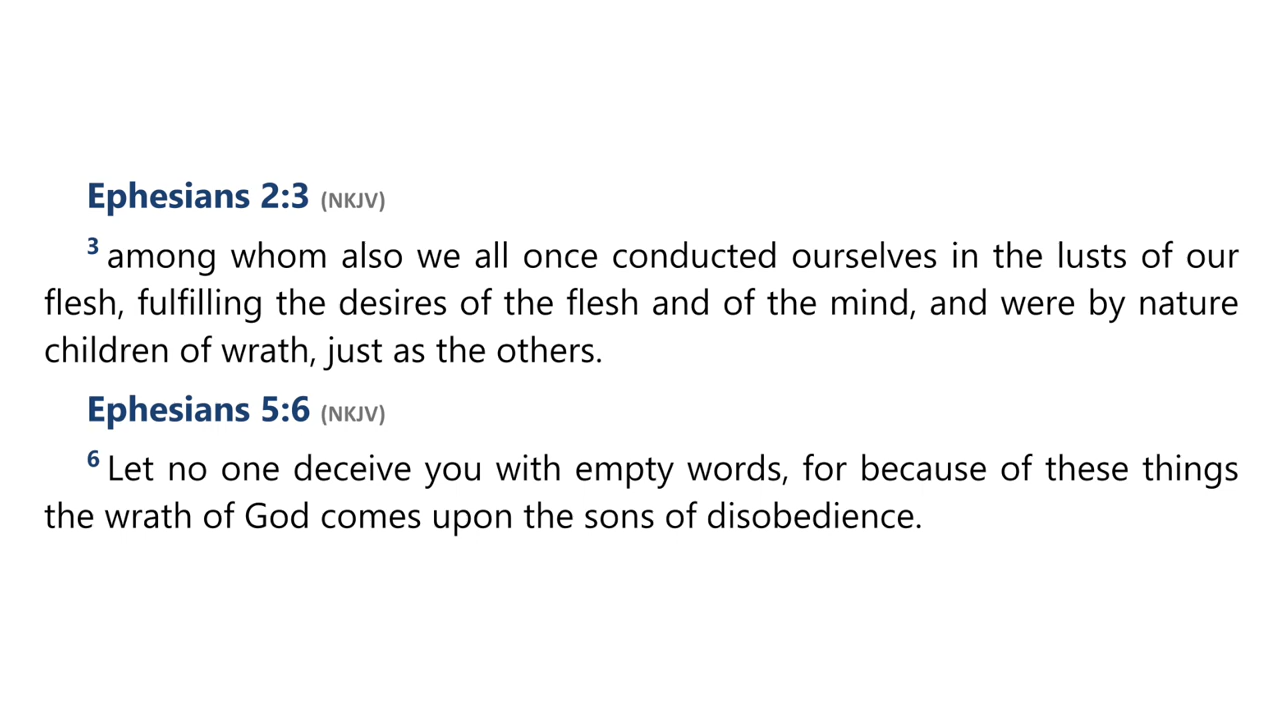 Ephesians 2:3 (NKJV)
3 among whom also we all once conducted ourselves in the lusts of our
flesh, fulfilling the desires of the flesh and of the mind, and were by nature
children of wrath, just as the others.
Ephesians 5:6 (NKJV)
6 Let no one deceive you with empty words, for because of these things
the wrath of God comes upon the sons of disobedience.